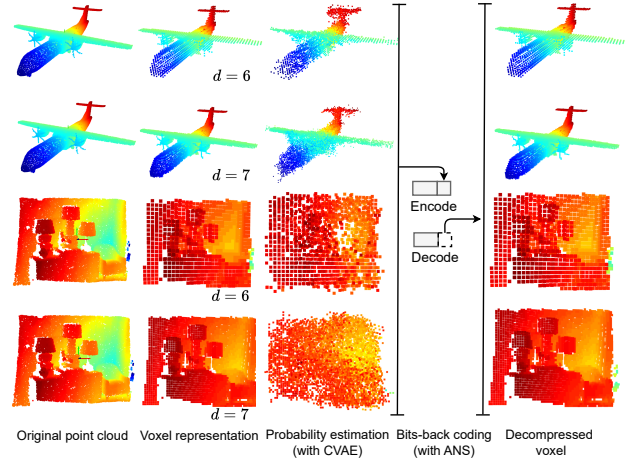 d = 6
d = 7
Encode
Decode
d = 6
d = 7
Original point cloud
Voxel representation
Probability estimation
(with CVAE)
Bits-back coding
(with ANS)
Decompressed
voxel